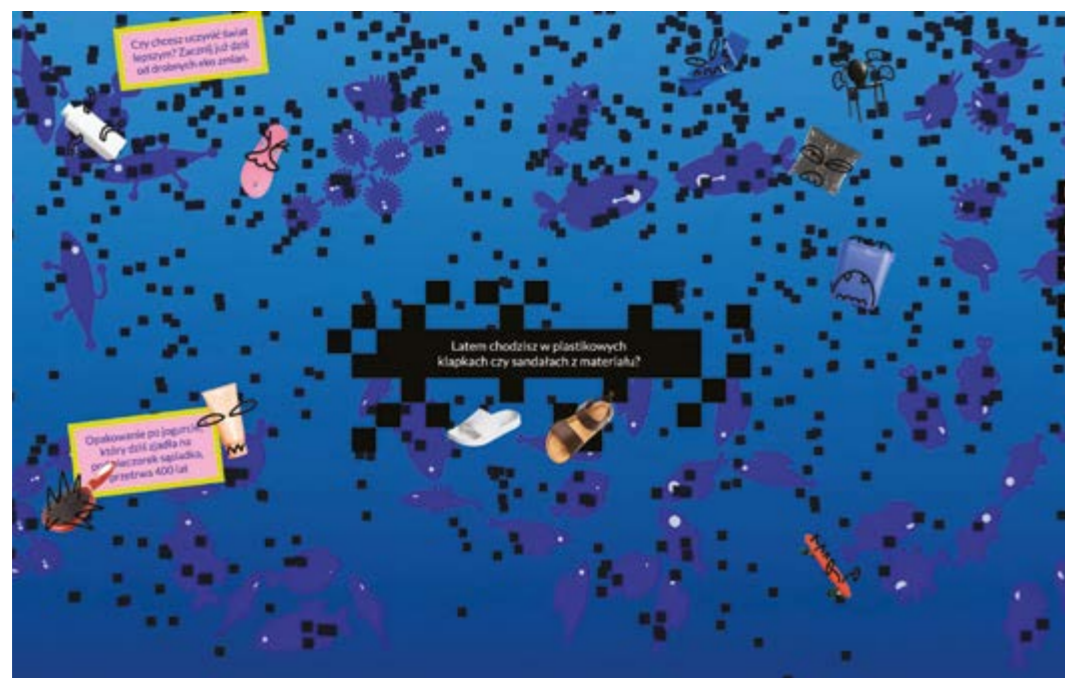 Czy chcesz uczynić świat
lepszym? Zacznij już dziś
od drobnych eko zmian.
Latem chodzisz w plastikowych
klapkach czy sandałach z materiału?
Opakowanie po jogurcie,
który dziś zjadła na
sąsiadka,
przetrwa 400 lat